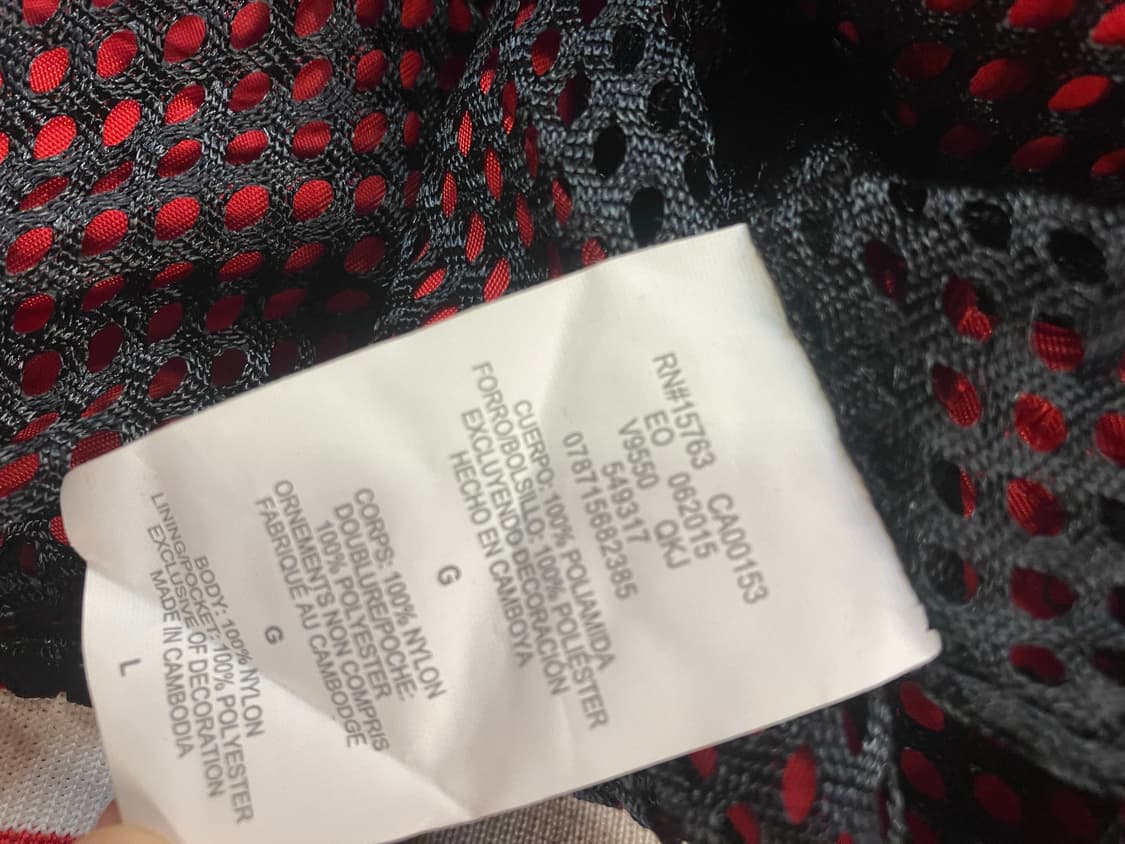 L
BODY: 100% NYLON
LINING/POCKET: 100% POLYESTER
EXCLUSIVE OF DECORATION
MADE IN CAMBODIA
G
CORPS: 100% NYLON
DOUBLURE/POCHE:
100% POLYESTER
ORNEMENTS NON COMPRIS
FABRIQUÉ AU CAMBODGE
G
CUERPO: 100% POLIAMIDA
FORRO/BOLSILLO: 100% POLIÉSTER
EXCLUYENDO DECORACIÓN
HECHO EN CAMBOYA
RN#15763 CA00153
EO 062015
V9550 QKJ
549317
078715682385